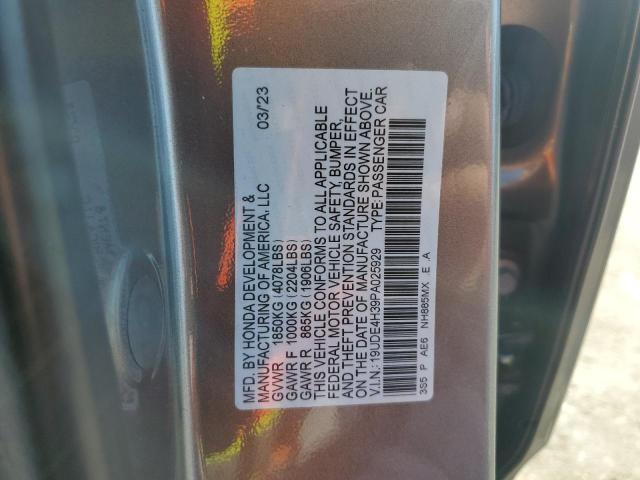 MFD. BY HONDA DEVELOPMENT &
MANUFACTURING OF AMERICA, LLC 03/23
GVWR 1850KG (4078LBS)
GAWR F 1000KG (2204LBS)
GAWR R 865KG (1906LBS)
THIS VEHICLE CONFORMS TO ALL APPLICABLE
FEDERAL MOTOR VEHICLE SAFETY, BUMPER,
AND THEFT PREVENTION STANDARDS IN EFFECT
ON THE DATE OF MANUFACTURE SHOWN ABOVE.
V.I.N.: 19UDE4H39PA025929 TYPE: PASSENGER CAR
3S5 P AE6 NH885MX E A